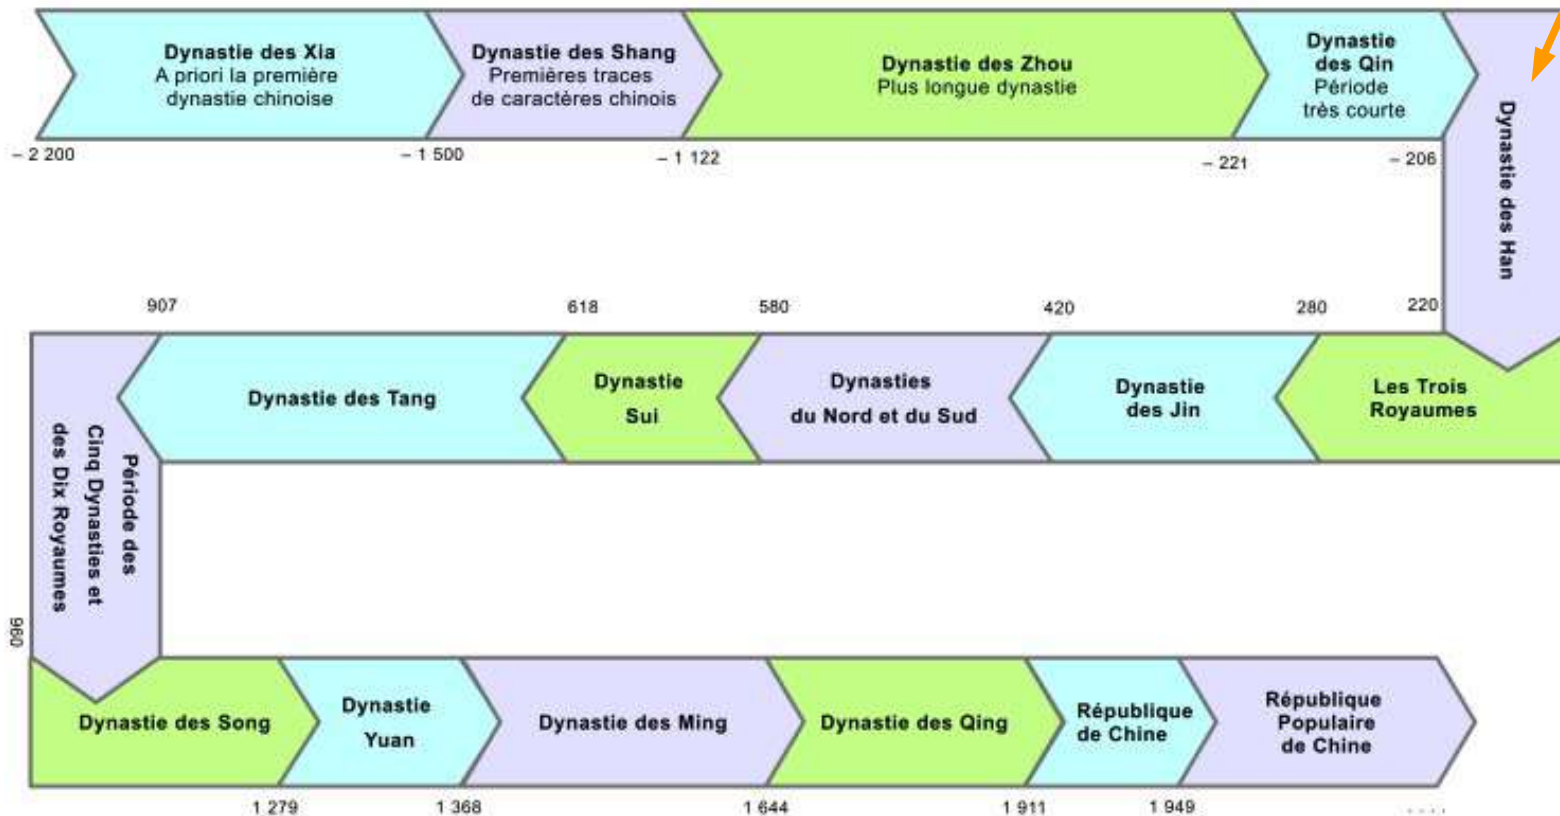 Dynastie des Xia
A priori la première
dynastie chinoise
Dynastie des Shang
Premières traces
de caractères chinois
Dynastie des Zhou
Plus longue dynastie
Dynastie
des Qin
Période
très courte
Dynastie des Han
– 2 200
– 1 500
– 1 122
– 221
– 206
907
618
580
420
280
220
Période des
Cinq Dynasties et
des Dix Royaumes
Dynastie des Tang
Dynastie
Sui
Dynasties
du Nord et du Sud
Dynastie
des Jin
Les Trois
Royaumes
960
Dynastie des Song
Dynastie
Yuan
Dynastie des Ming
Dynastie des Qing
République
de Chine
République
Populaire
de Chine
1 279
1 368
1 644
1 911
1 949
. . . .